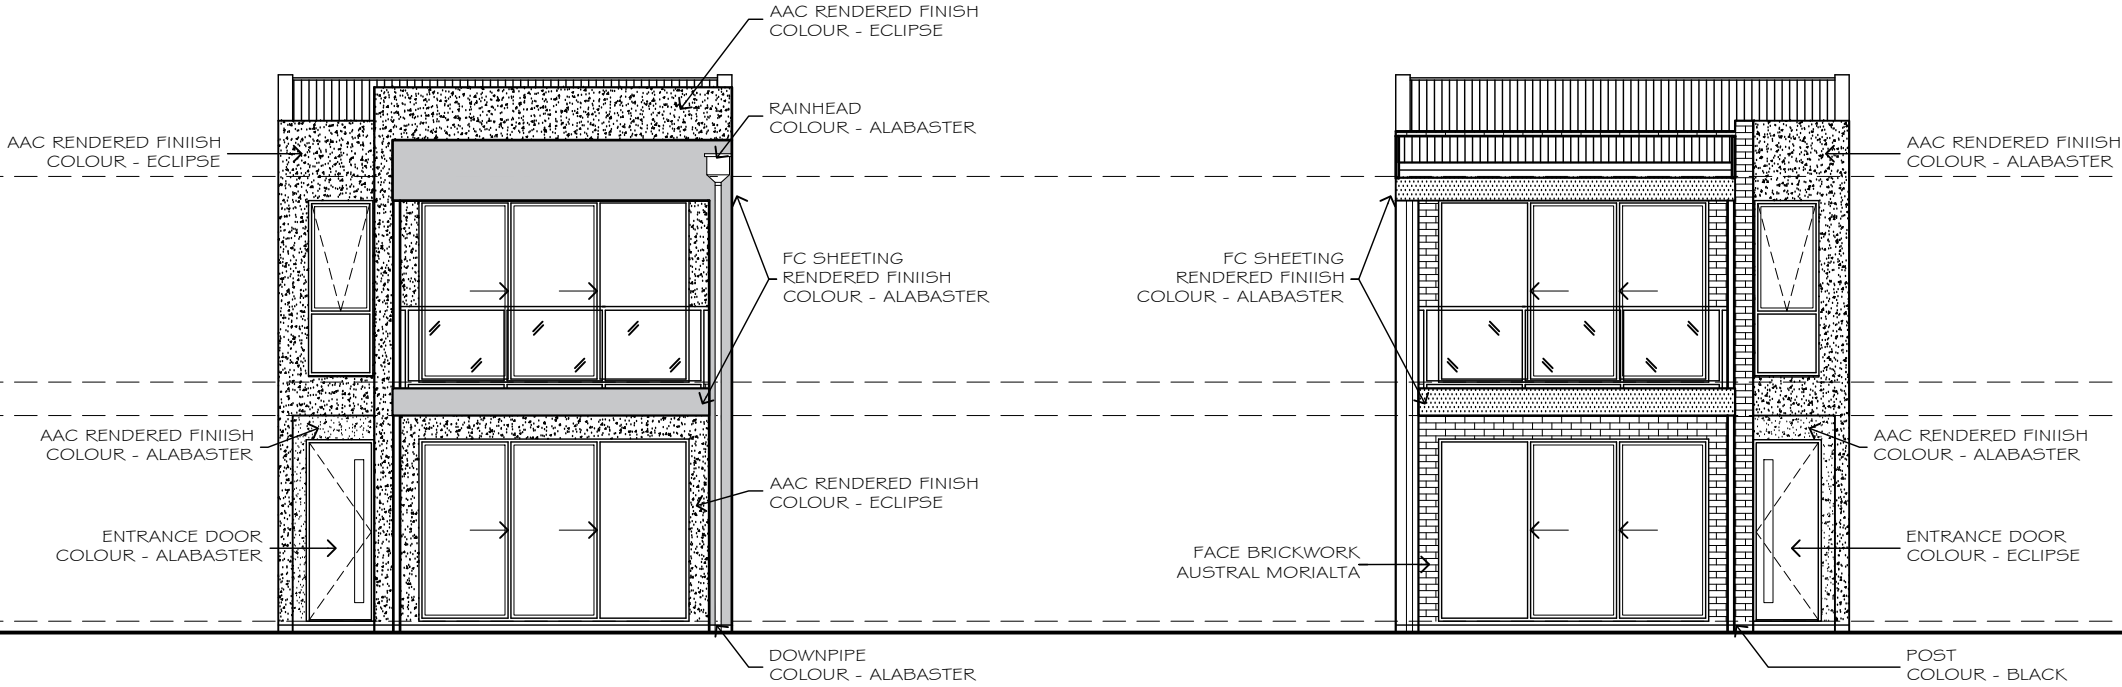 AAC RENDERED FINISH
COLOUR - ECLIPSE
RAINHEAD
COLOUR - ALABASTER
AAC RENDERED FINIISH
COLOUR - ECLIPSE
FC SHEETING
RENDERED FINIISH
COLOUR - ALABASTER
AAC RENDERED FINIISH
COLOUR - ALABASTER
AAC RENDERED FINISH
COLOUR - ECLIPSE
ENTRANCE DOOR
COLOUR - ALABASTER
DOWNPIPE
COLOUR - ALABASTER
AAC RENDERED FINIISH
COLOUR - ALABASTER
FC SHEETING
RENDERED FINIISH
COLOUR - ALABASTER
AAC RENDERED FINIISH
COLOUR - ALABASTER
FACE BRICKWORK
AUSTRAL MORIALTA
ENTRANCE DOOR
COLOUR - ECLIPSE
POST
COLOUR - BLACK